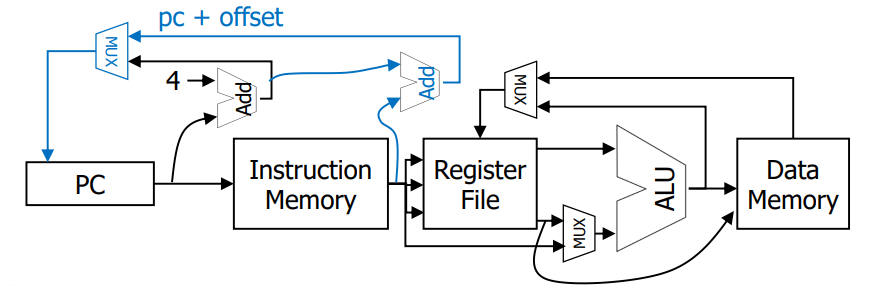 pc + offset
MUX
4
Add
Add
MUX
PC
Instruction
Memory
Register
File
MUX
ALU
Data
Memory